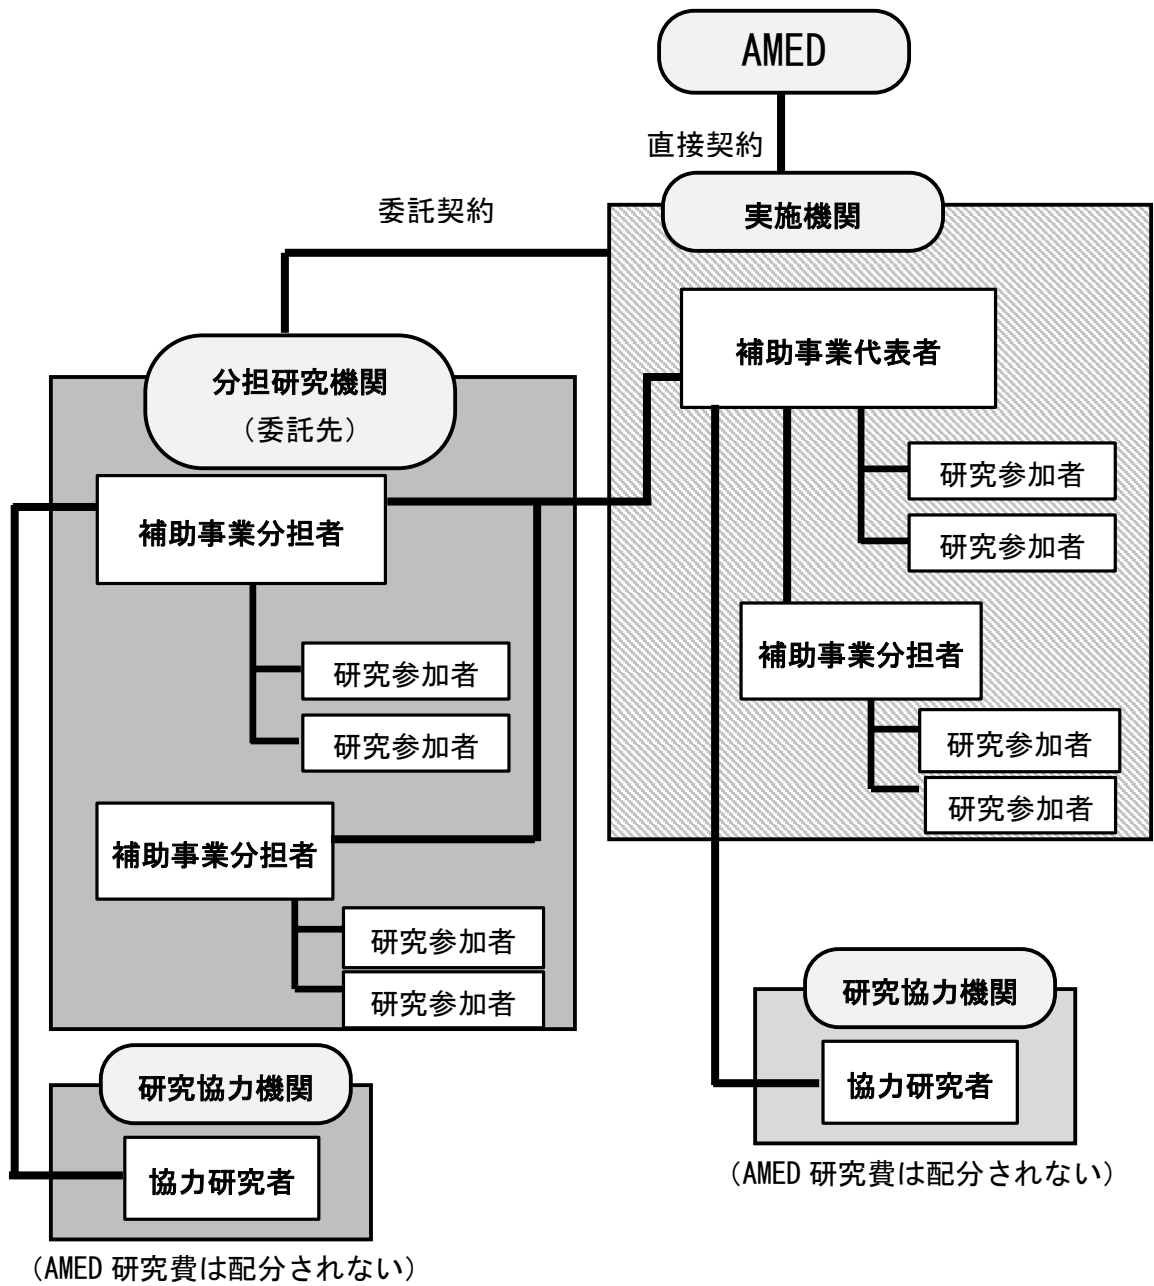 AMED
直接契約
委託契約
実施機関
補助事業代表者
研究参加者
研究参加者
補助事業分担者
研究参加者
研究参加者
分担研究機関
（委託先）
補助事業分担者
研究参加者
研究参加者
補助事業分担者
研究参加者
研究参加者
研究協力機関
協力研究者
（AMED 研究費は配分されない）
研究協力機関
協力研究者
（AMED 研究費は配分されない）